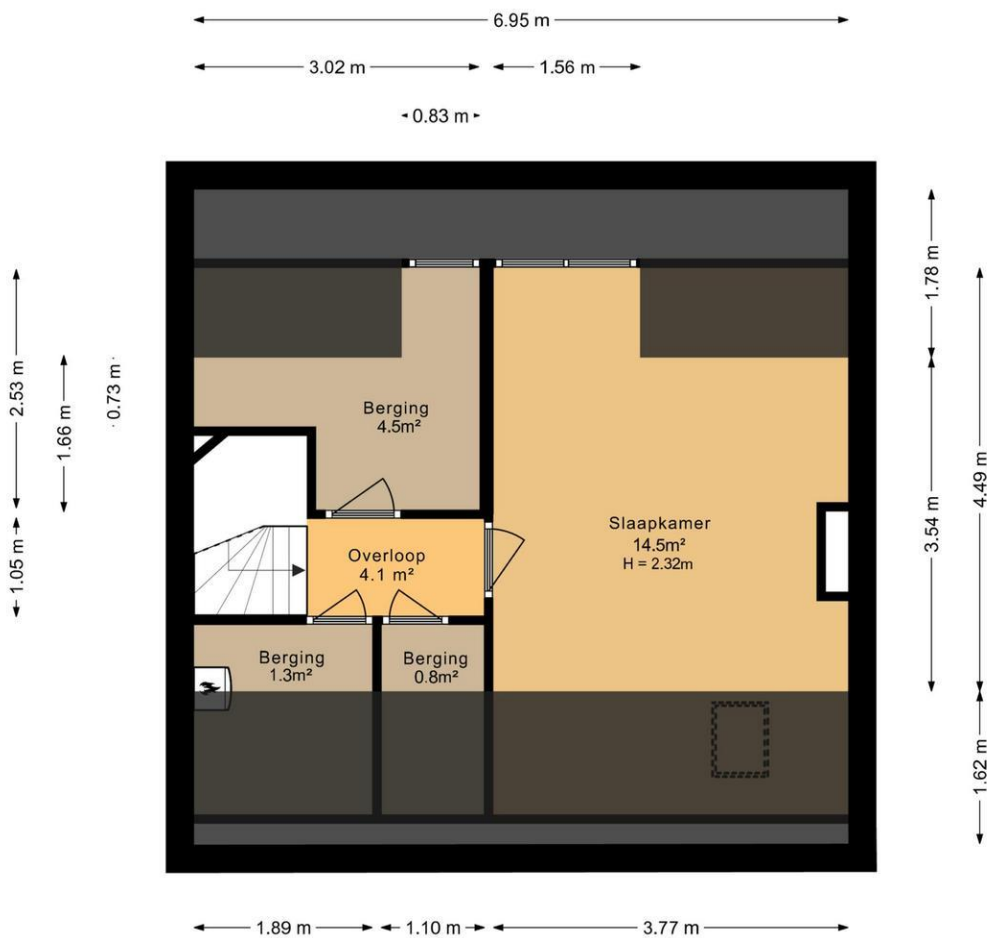 6.95 m
3.02 m
1.56 m
0.83 m
2.53 m
1.66 m
0.73 m
1.05 m
1.78 m
3.54 m
4.49 m
1.62 m
Berging
4.5m²
Slaapkamer
14.5m²
H = 2.32m
Overloop
4.1 m²
Berging
1.3m²
Berging
0.8m²
1.89 m
1.10 m
3.77 m